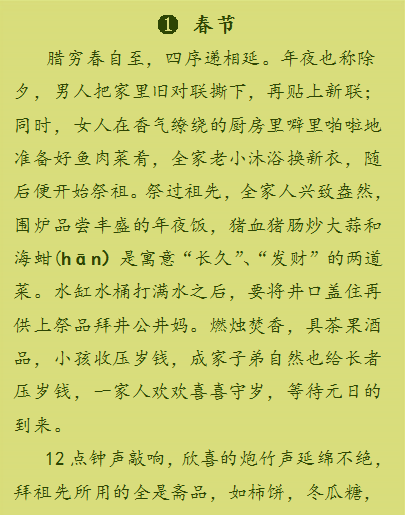 ❶ 春节
腊穷春自至，四序递相延。年夜也称除
夕，男人把家里旧对联撕下，再贴上新联；
同时，女人在香气缭绕的厨房里噼里啪啦地
准备好鱼肉菜肴，全家老小沐浴换新衣，随
后便开始祭祖。祭过祖先，全家人兴致盎然，
围炉品尝丰盛的年夜饭，猪血猪肠炒大蒜和
海蚶(hān) 是寓意“长久”、“发财”的两道
菜。水缸水桶打满水之后，要将井口盖住再
供上祭品拜井公井妈。燃烛焚香，具茶果酒
品，小孩收压岁钱，成家子弟自然也给长者
压岁钱，一家人欢欢喜喜守岁，等待元日的
到来。
12点钟声敲响，欣喜的炮竹声延绵不绝，
拜祖先所用的全是斋品，如柿饼，冬瓜糖，